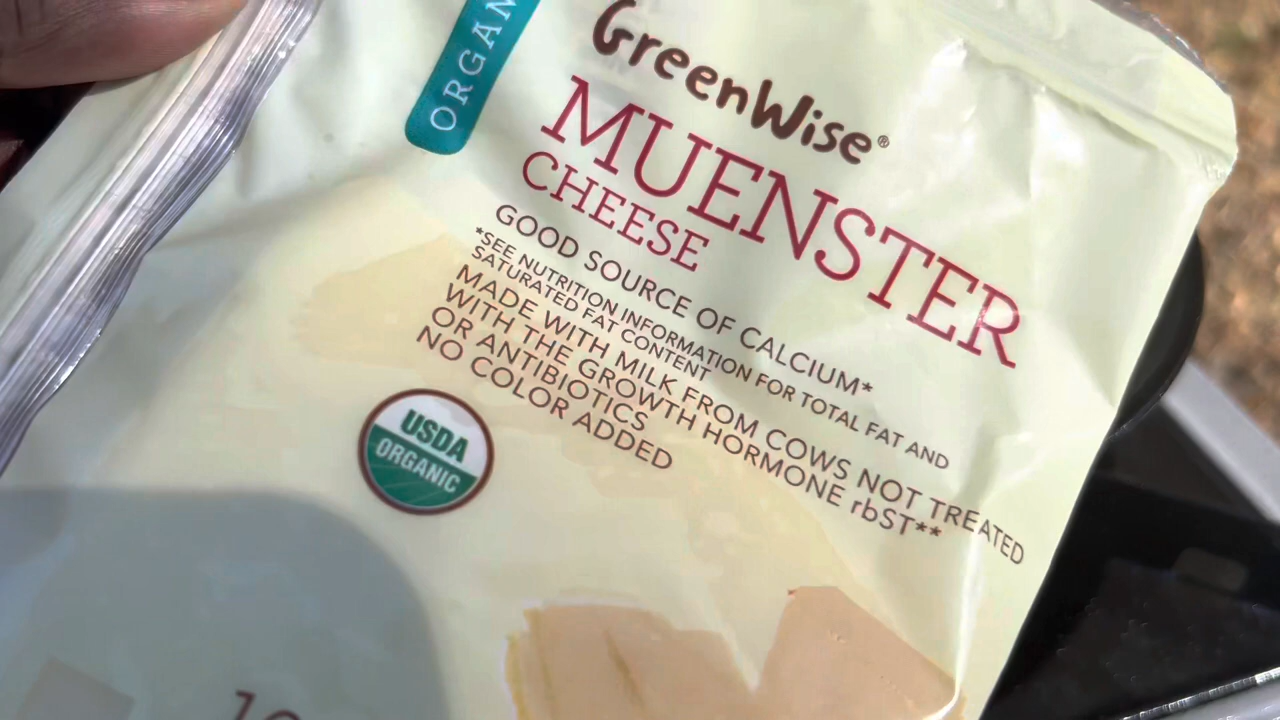 ORGAN
GreenWise®
MUENSTER
CHEESE
GOOD SOURCE OF CALCIUM*
*SEE NUTRITION INFORMATION FOR TOTAL FAT AND
SATURATED FAT CONTENT
MADE WITH MILK FROM COWS NOT TREATED
WITH THE GROWTH HORMONE rbST**
OR ANTIBIOTICS
NO COLOR ADDED
USDA
ORGANIC